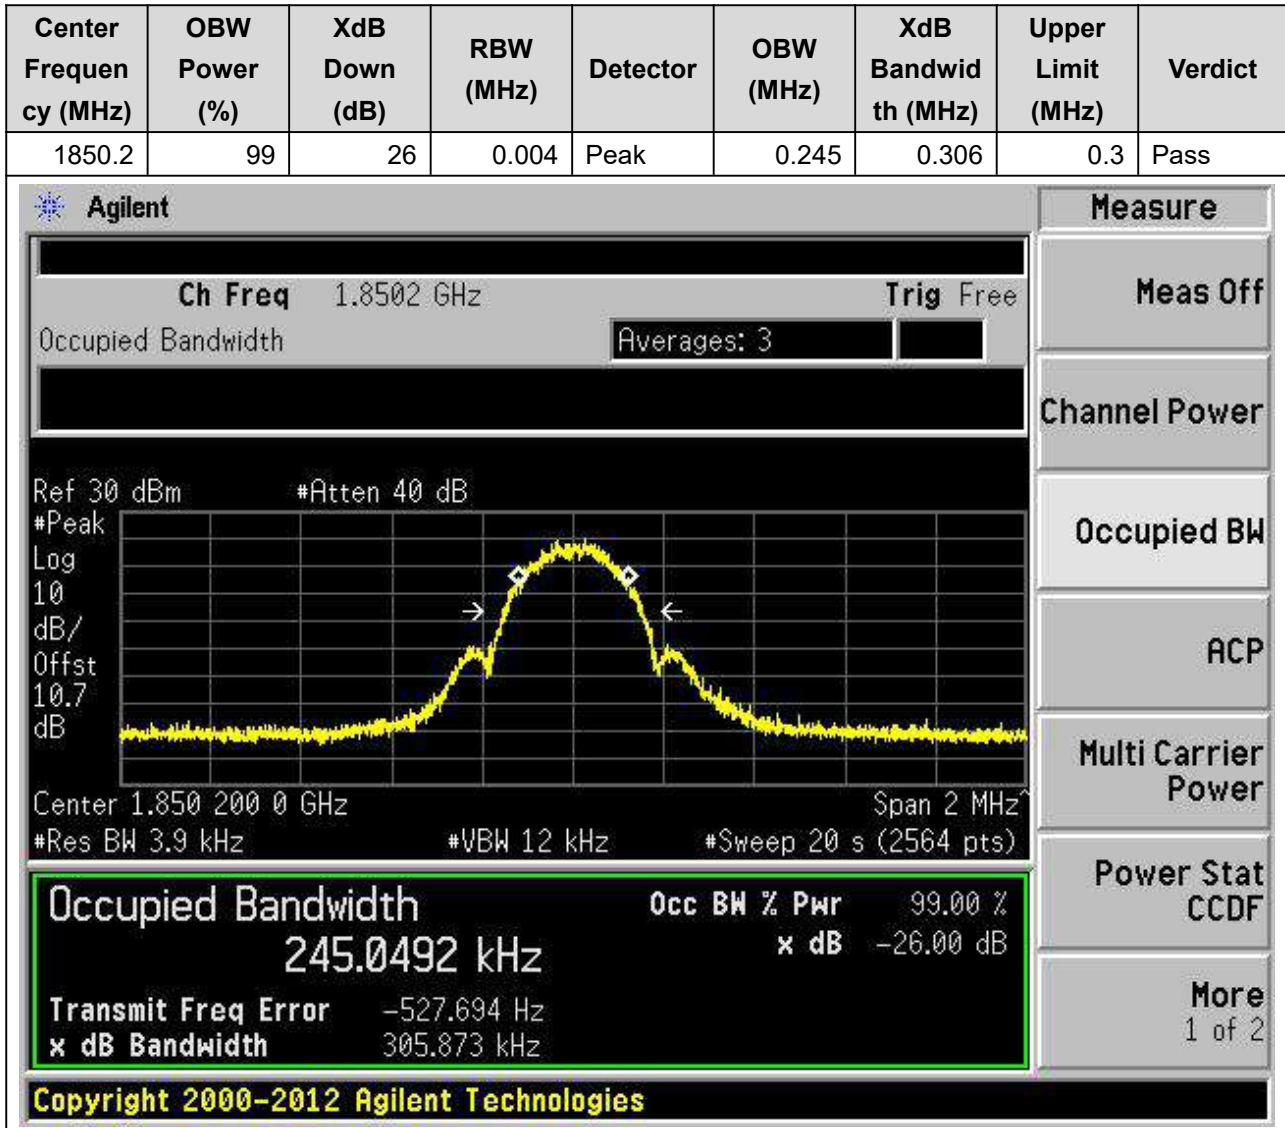 Center Frequen cy (MHz) OBW Power (%) XdB Down (dB) RBW (MHz) Detector OBW (MHz) XdB Bandwid th (MHz) Upper Limit (MHz) Verdict
1850.2 99 26 0.004 Peak 0.245 0.306 0.3 Pass
Agilent
Measure
Ch Freq 1.8502 GHz Trig Free
Meas Off
Occupied Bandwidth Averages: 3
Channel Power
Ref 30 dBm #Atten 40 dB
#Peak
Log
10
dB/
Offst
10.7
dB
Occupied BW
ACP
Center 1.850 200 0 GHz Span 2 MHz^
#Res BW 3.9 kHz #VBW 12 kHz #Sweep 20 s (2564 pts)
Multi Carrier
Power
Occupied Bandwidth Occ BW % Pwr 99.00 %
245.0492 kHz x dB -26.00 dB
Transmit Freq Error -527.694 Hz
x dB Bandwidth 305.873 kHz
Power Stat
CCDF
More
1 of 2
Copyright 2000-2012 Agilent Technologies